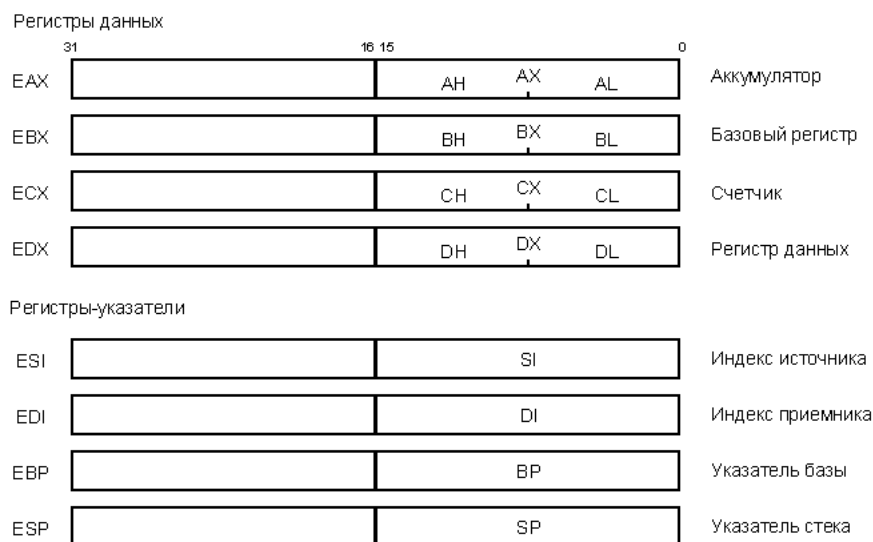 Регистры данных
31 16 15 0
EAX AH AX AL Аккумулятор
EBX BH BX BL Базовый регистр
ECX CH CX CL Счетчик
EDX DH DX DL Регистр данных
Регистры-указатели
ESI SI Индекс источника
EDI DI Индекс приемника
EBP BP Указатель базы
ESP SP Указатель стека